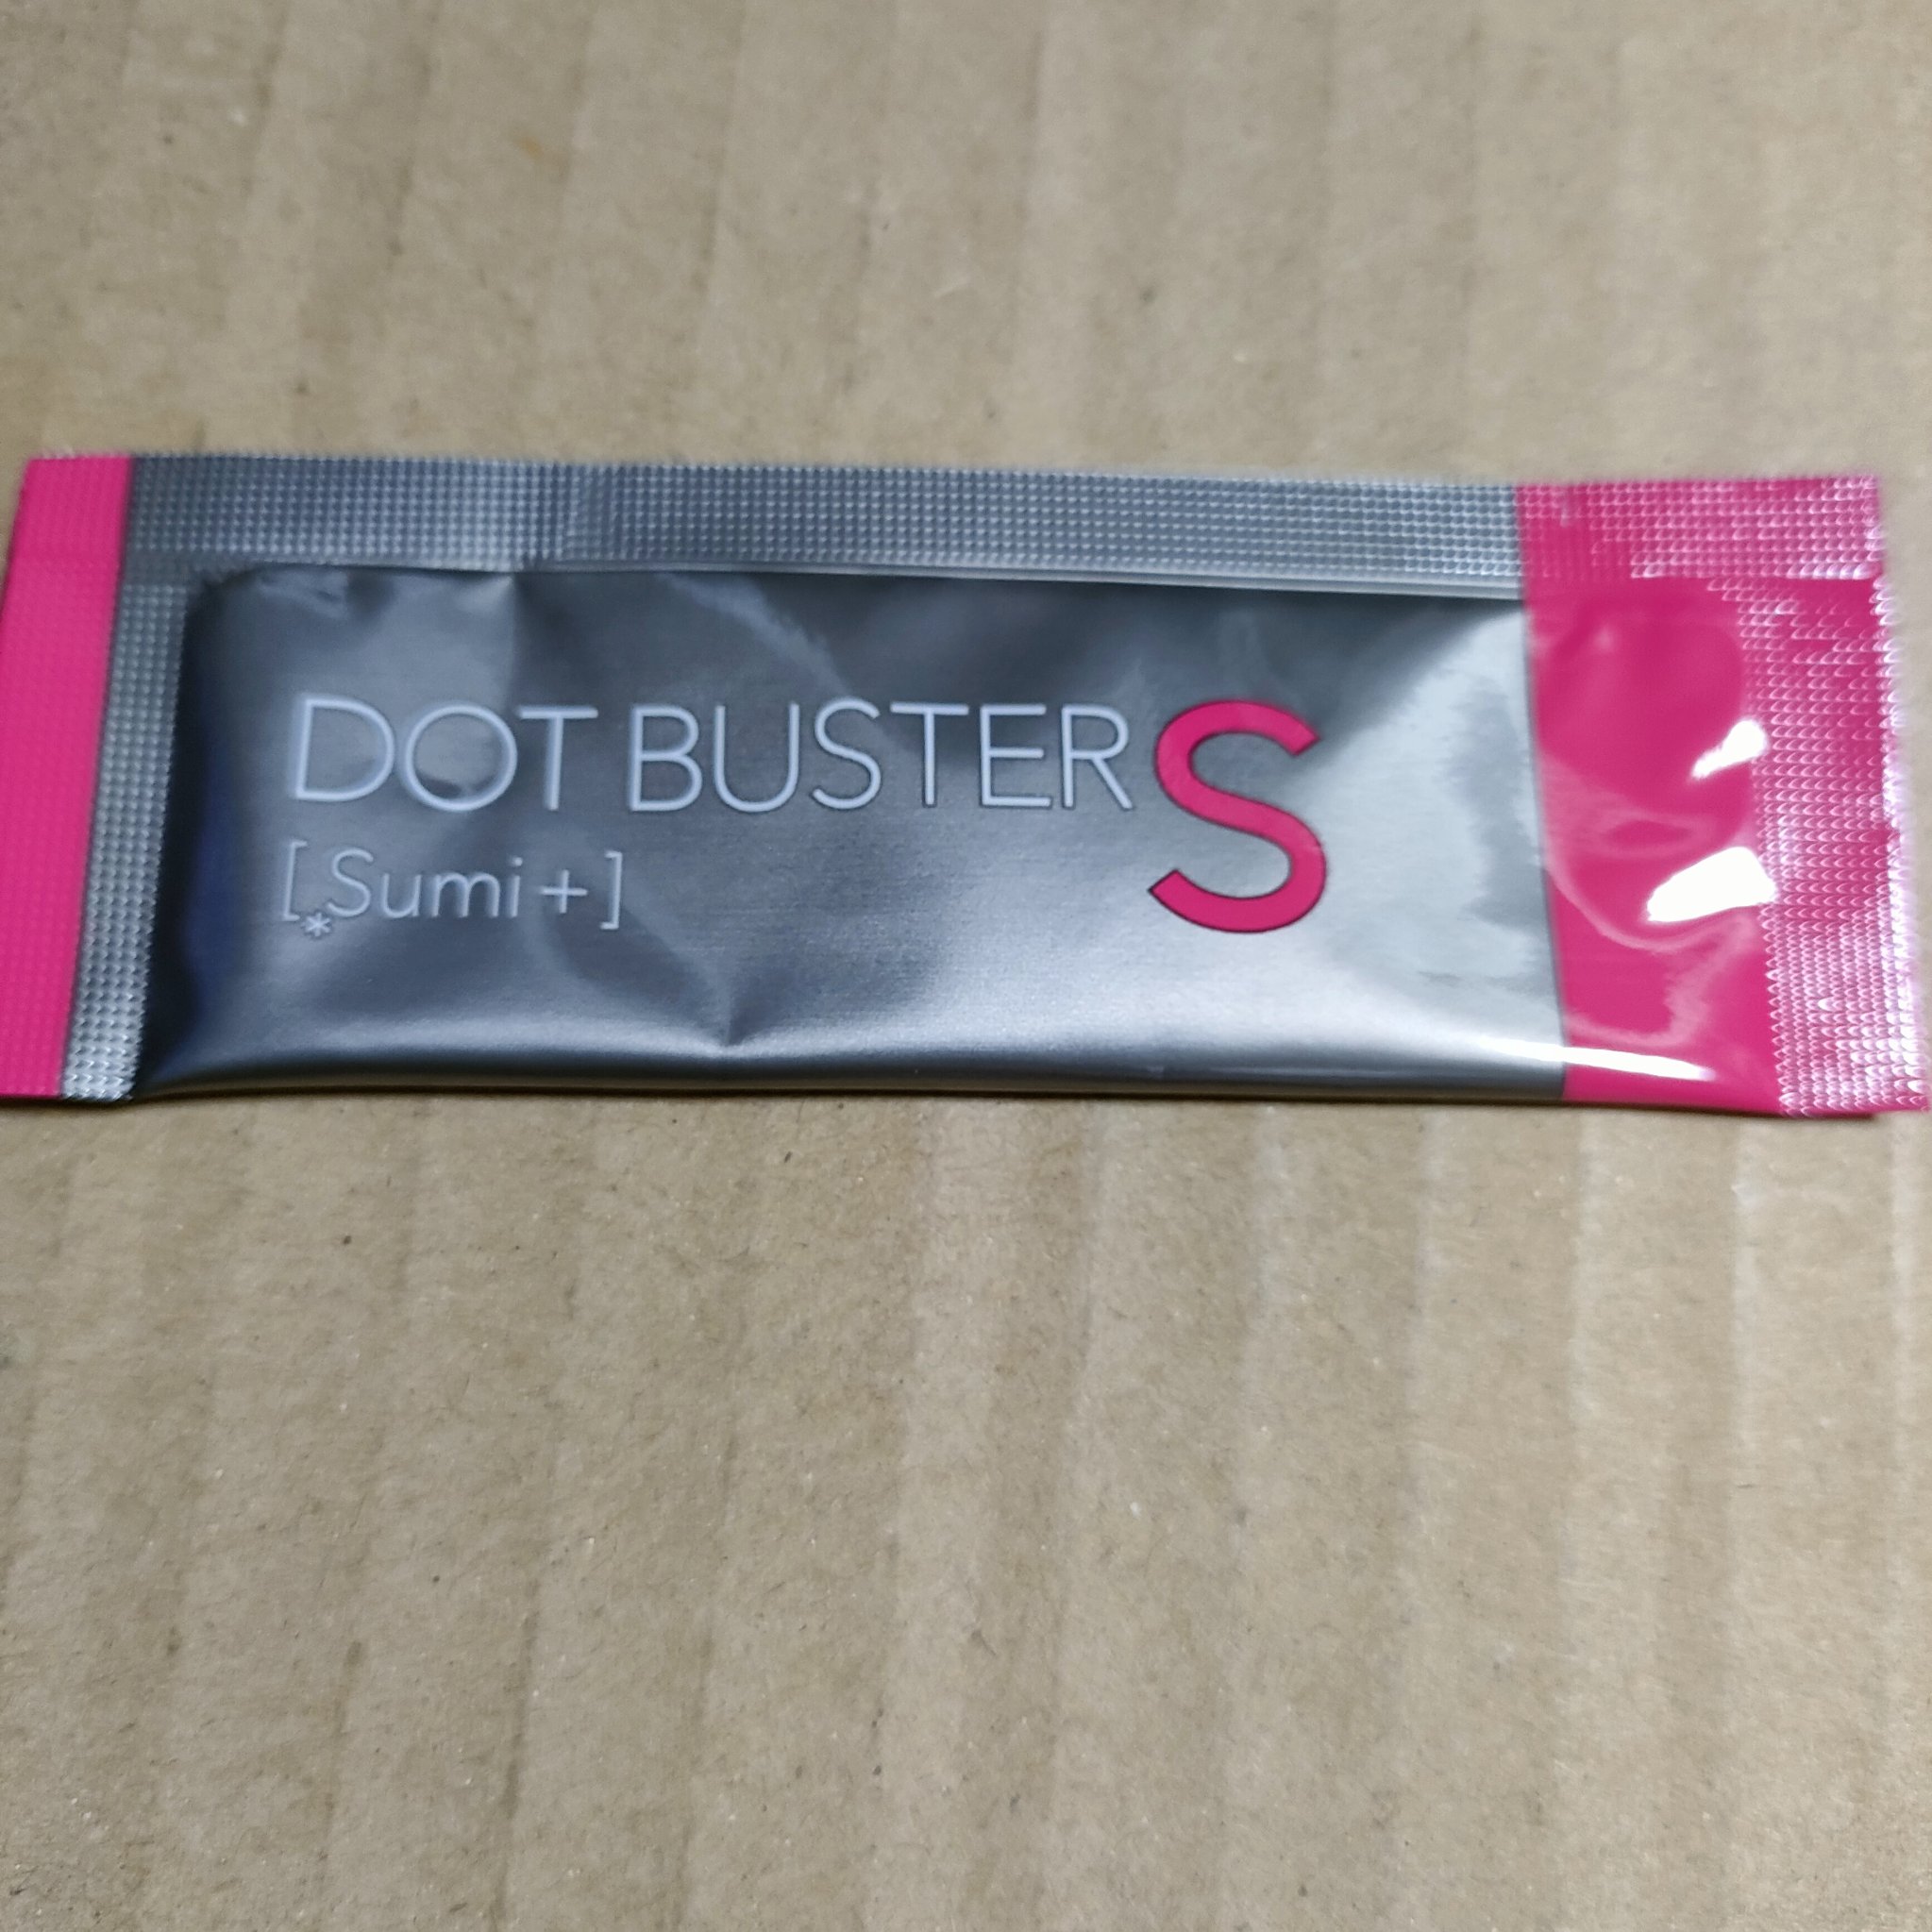 DOT BUSTER S
[*Sumi+]